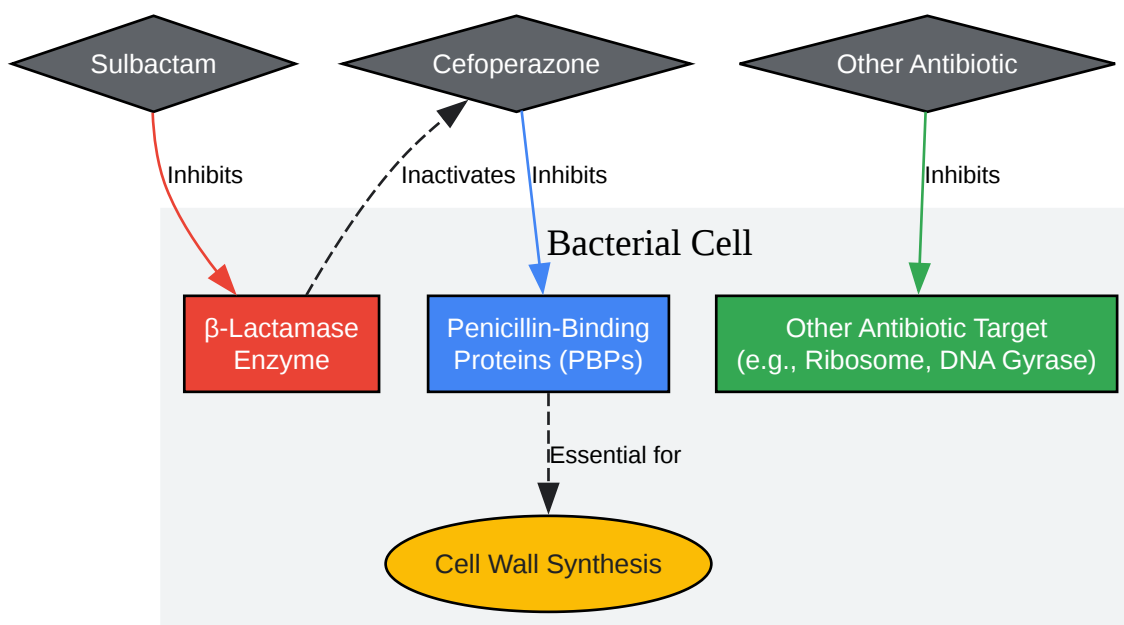 Sulbactam
Cefoperazone
Other Antibiotic
Inhibits
Inactivates
Inhibits
Inhibits
Bacterial Cell
β-Lactamase
Enzyme
Penicillin-Binding
Proteins (PBPs)
Other Antibiotic Target
(e.g., Ribosome, DNA Gyrase)
Essential for
Cell Wall Synthesis